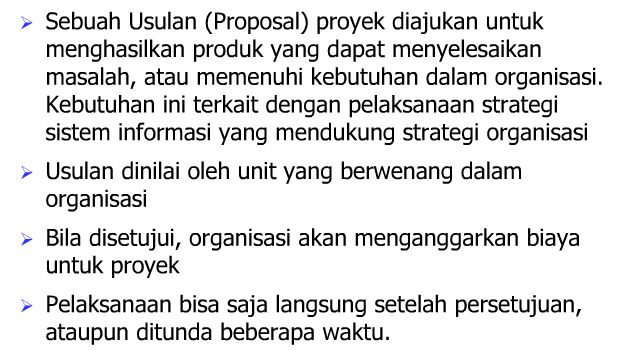 ➢ Sebuah Usulan (Proposal) proyek diajukan untuk
menghasilkan produk yang dapat menyelesaikan
masalah, atau memenuhi kebutuhan dalam organisasi.
Kebutuhan ini terkait dengan pelaksanaan strategi
sistem informasi yang mendukung strategi organisasi
➢ Usulan dinilai oleh unit yang berwenang dalam
organisasi
➢ Bila disetujui, organisasi akan menganggarkan biaya
untuk proyek
➢ Pelaksanaan bisa saja langsung setelah persetujuan,
ataupun ditunda beberapa waktu.